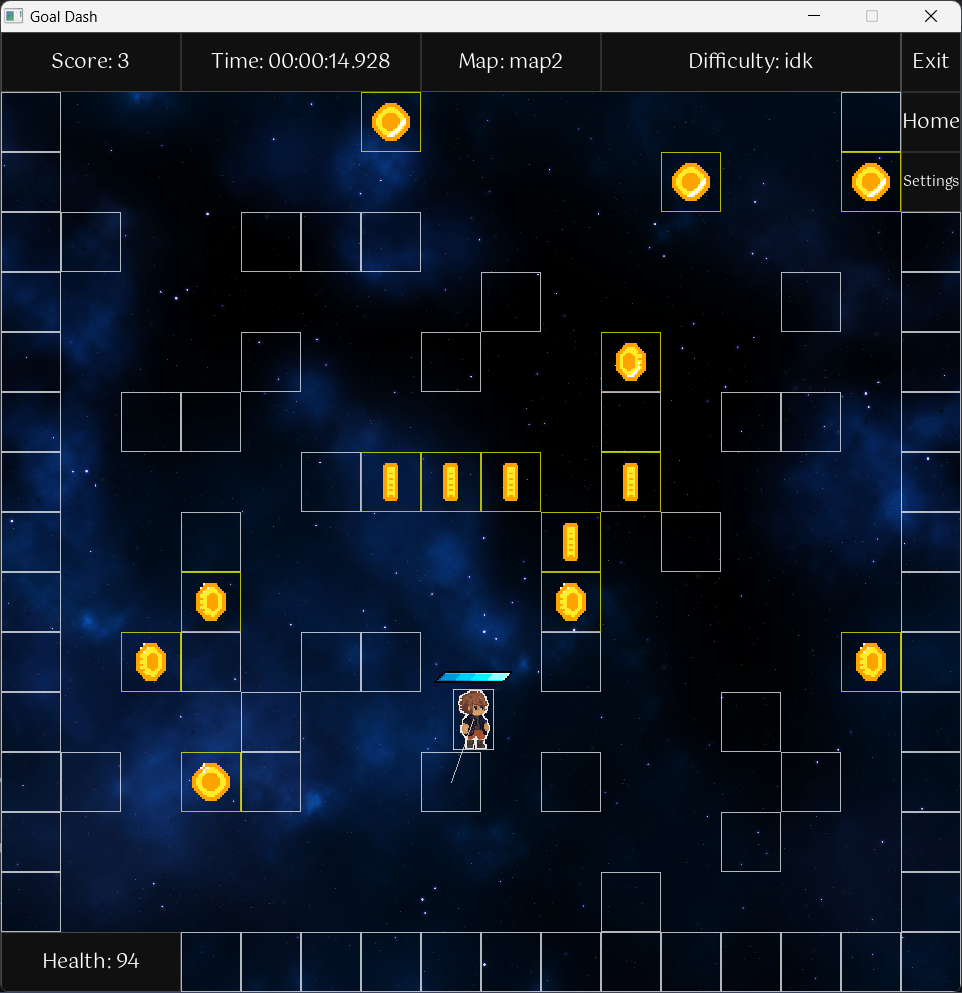 Goal Dash
Score: 3
Time: 00:00:14.928
Map: map2
Difficulty: idk
Exit
Home
Settings
Health: 94